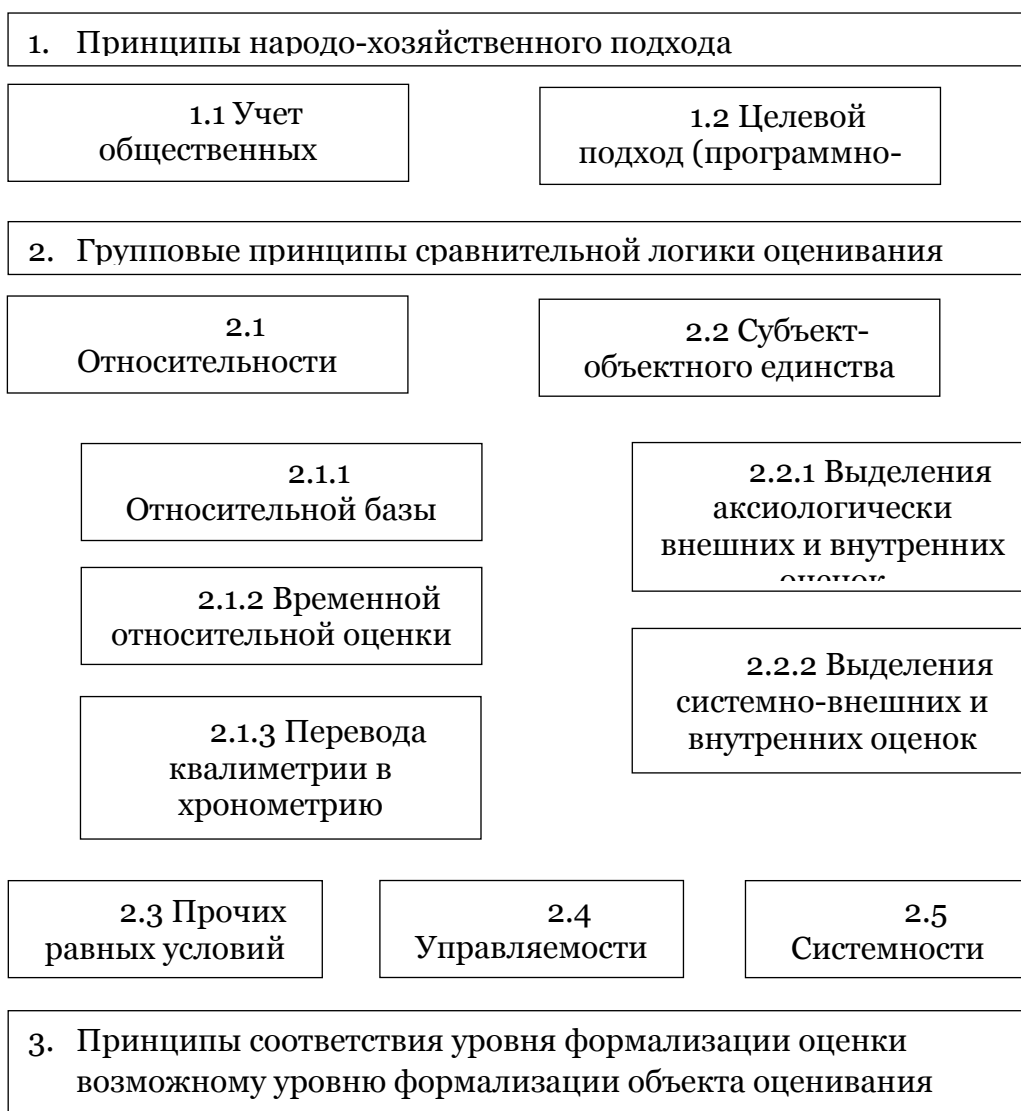 1. Принципы народо-хозяйственного подхода
1.1 Учет
общественных
1.2 Целевой
подход (программно-
2. Групповые принципы сравнительной логики оценивания
2.1
Относительности
2.2 Субъект-
объектного единства
2.1.1
Относительной базы
2.1.2 Временной
относительной оценки
2.1.3 Перевода
квалиметрии в
хронометрию
2.2.1 Выделения
аксиологически
внешних и внутренних
оценок
2.2.2 Выделения
системно-внешних и
внутренних оценок
2.3 Прочих
равных условий
2.4
Управляемости
2.5
Системности
3. Принципы соответствия уровня формализации оценки
возможному уровню формализации объекта оценивания